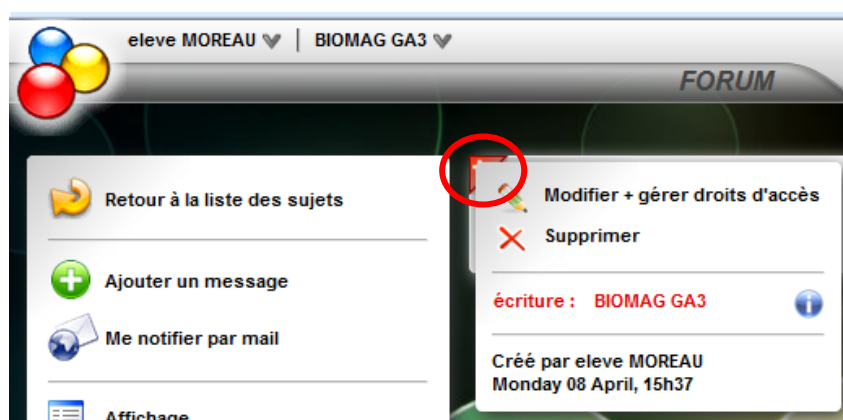 eleve MOREAU | BIOMAG GA3
FORUM
Retour à la liste des sujets
Ajouter un message
Me notifier par mail
Affichage
Modifier + gérer droits d'accès
Supprimer
écriture : BIOMAG GA3
Créé par eleve MOREAU
Monday 08 April, 15h37